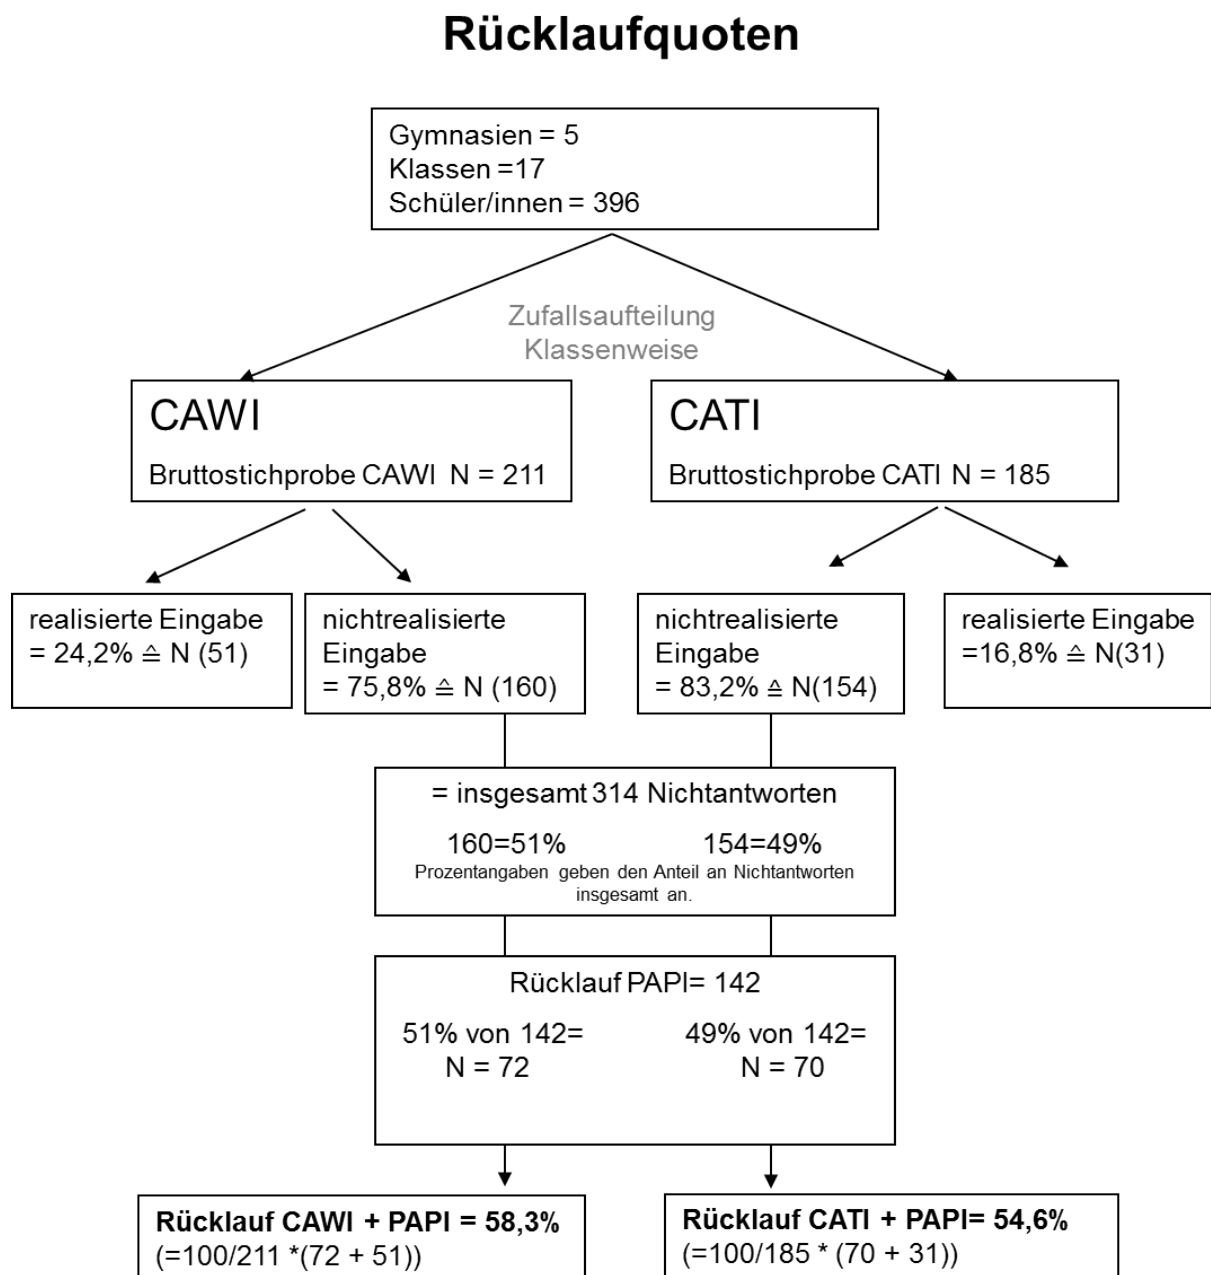 Rücklaufquoten
Gymnasien = 5
Klassen =17
Schüler/innen = 396
Zufallsaufteilung
Klassenweise
CAWI
Bruttostichprobe CAWI N = 211
CATI
Bruttostichprobe CATI N = 185
realisierte Eingabe
= 24,2% ≙ N (51)
nichtrealisierte
Eingabe
= 75,8% ≙ N (160)
nichtrealisierte
Eingabe
= 83,2% ≙ N(154)
realisierte Eingabe
=16,8% ≙ N(31)
= insgesamt 314 Nichtantworten
160=51% 154=49%
Prozentangaben geben den Anteil an Nichtantworten
insgesamt an.
Rücklauf PAPI= 142
51% von 142=
N = 72
49% von 142=
N = 70
Rücklauf CAWI + PAPI = 58,3%
(=100/211 *(72 + 51))
Rücklauf CATI + PAPI= 54,6%
(=100/185 * (70 + 31))